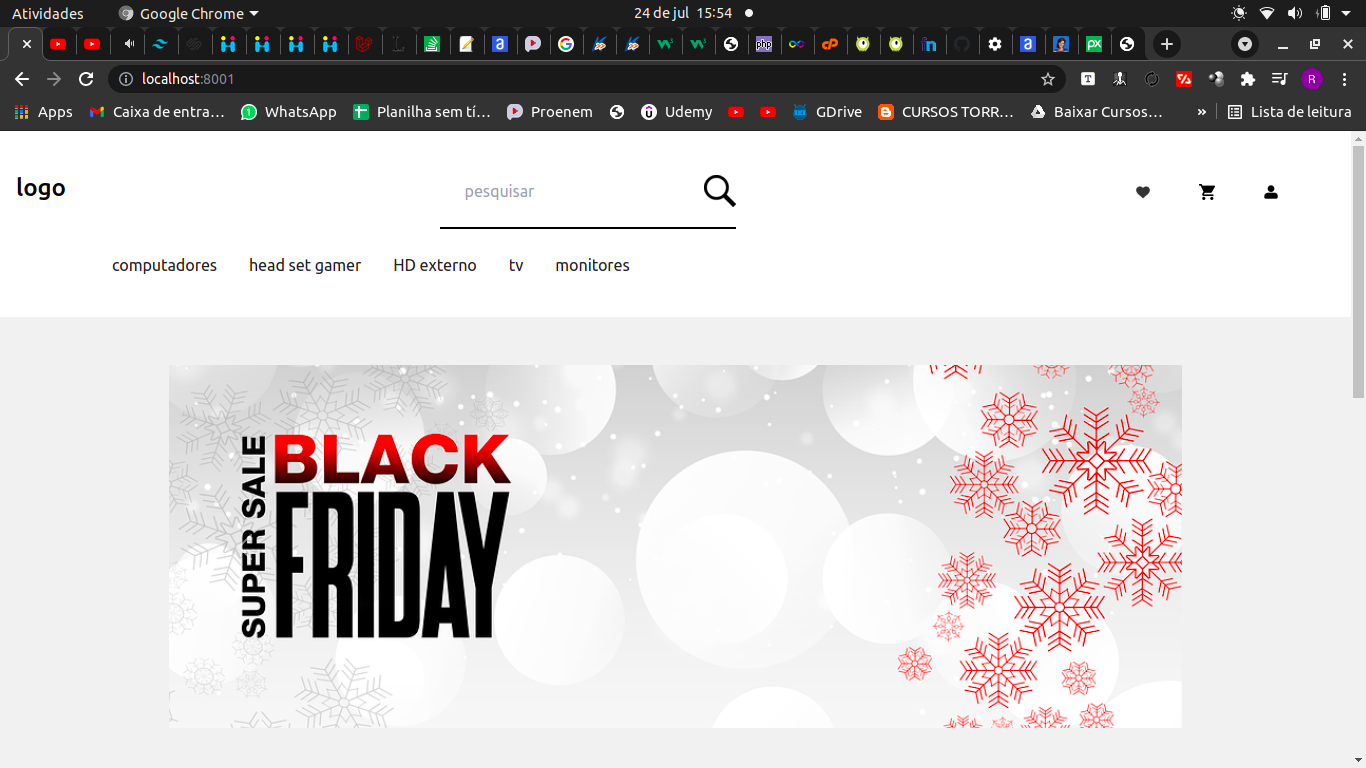 Atividades Google Chrome 24 de jul 15:54
localhost:8001
Apps Caixa de entra… WhatsApp Planilha sem tí… Proenem Udemy GDrive CURSOS TORR… Baixar Cursos… » Lista de leitura
logo pesquisar
computadores head set gamer HD externo tv monitores
SUPER SALE
BLACK
FRIDAY